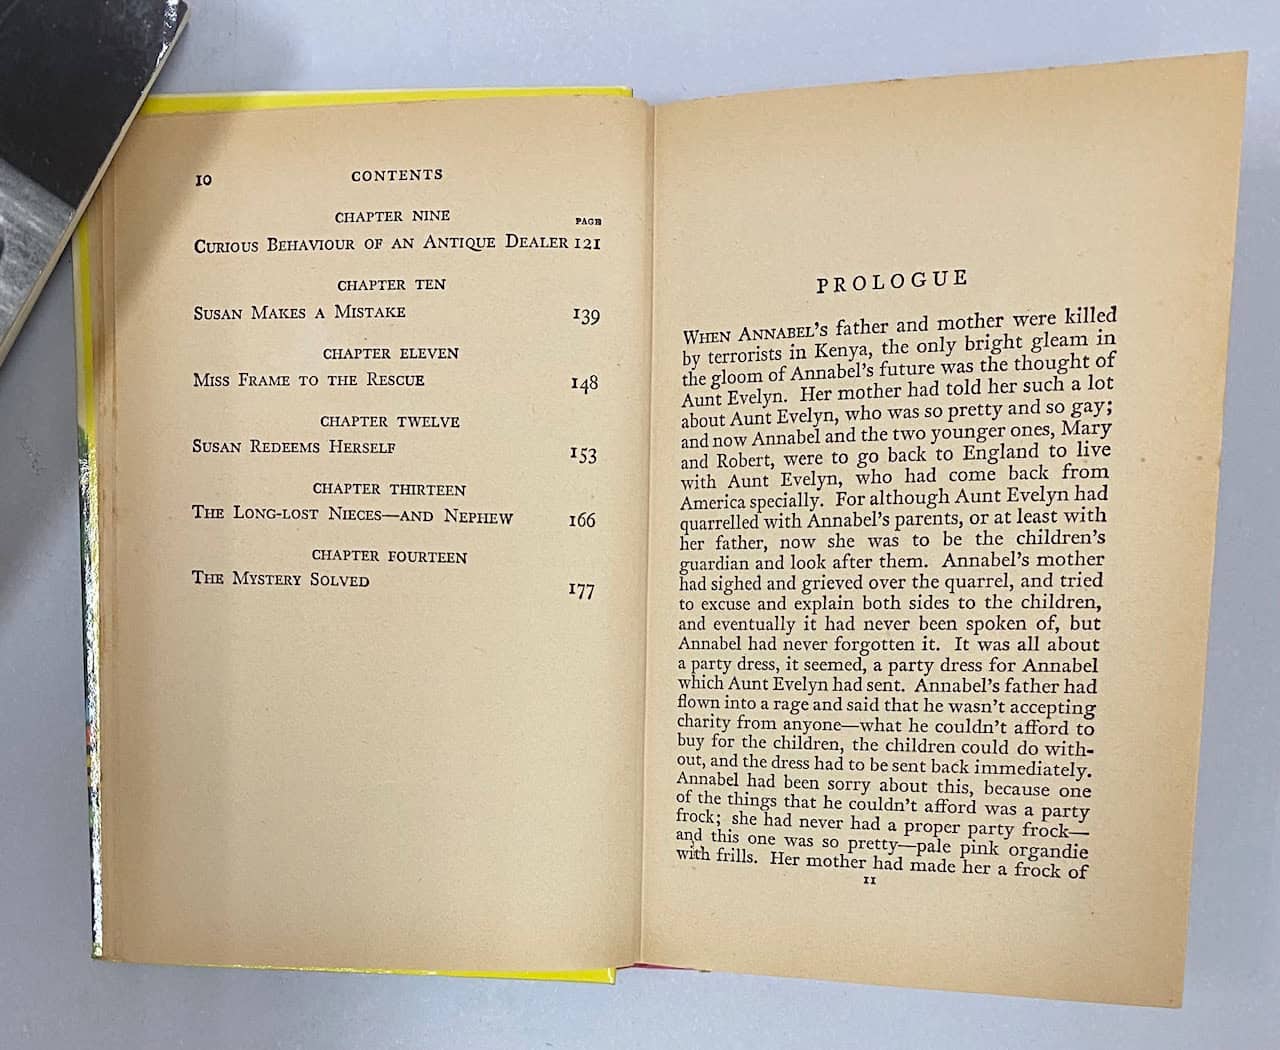 10 CONTENTS
CHAPTER NINE
PAGE
CURIOUS BEHAVIOUR OF AN ANTIQUE DEALER 121
CHAPTER TEN
SUSAN MAKES A MISTAKE 139
CHAPTER ELEVEN
MISS FRAME TO THE RESCUE 148
CHAPTER TWELVE
SUSAN REDEEMS HERSELF 153
CHAPTER THIRTEEN
THE LONG-LOST NIECES—AND NEPHEW 166
CHAPTER FOURTEEN
THE MYSTERY SOLVED 177
PROLOGUE
WHEN ANNABEL'S father and mother were killed
by terrorists in Kenya, the only bright gleam in
the gloom of Annabel's future was the thought of
Aunt Evelyn. Her mother had told her such a lot
about Aunt Evelyn, who was so pretty and so gay;
and now Annabel and the two younger ones, Mary
and Robert, were to go back to England to live
with Aunt Evelyn, who had come back from
America specially. For although Aunt Evelyn had
quarrelled with Annabel's parents, or at least with
her father, now she was to be the children's
guardian and look after them. Annabel's mother
had sighed and grieved over the quarrel, and tried
to excuse and explain both sides to the children,
and eventually it had never been spoken of, but
Annabel had never forgotten it. It was all about
a party dress, it seemed, a party dress for Annabel
which Aunt Evelyn had sent. Annabel's father had
flown into a rage and said that he wasn't accepting
charity from anyone—what he couldn't afford to
buy for the children, the children could do with-
out, and the dress had to be sent back immediately.
Annabel had been sorry about this, because one
of the things that he couldn't afford was a party
frock; she had never had a proper party frock—
and this one was so pretty—pale pink organdie
with frills. Her mother had made her a frock of
11